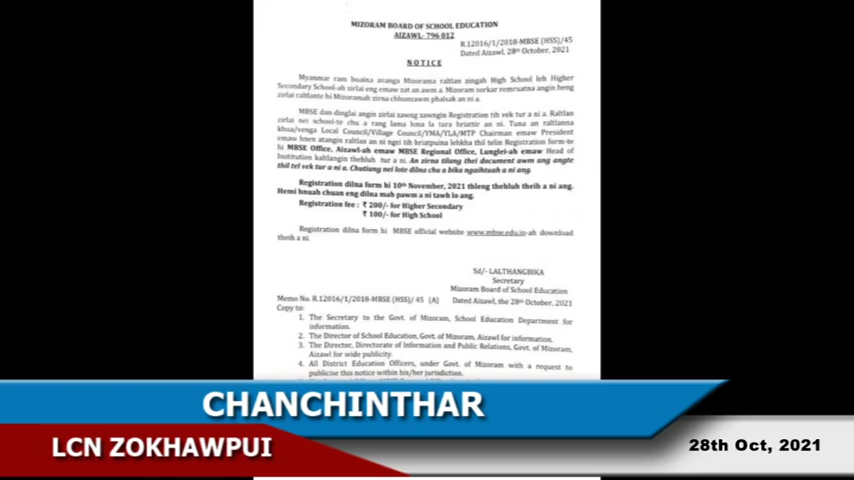 MIZORAM BOARD OF SCHOOL EDUCATION
AIZAWL- 796 012
R.12016/1/2018-MBSE (HSS)/45
Dated Aizawl, 28th October, 2021
NOTICE
Myanmar ram buaina avanga Mizorama raltlan zingah High School leh Higher
Secondary School-ah zirlai eng emaw zat an awm a. Mizoram sorkar remruatna angin heng
zirlai raltlante hi Mizoramah zirna chhunzawm phalsak an ni a.
MBSE dan dinglai angin zirlai zawng zawngin Registration tih vek tur a ni. Raltlan
zirlai nei school-te chu a rang lama hma la tura hriattir an ni. Tuna an raltlanna
khua/venga Local Council/Village Council/YMA/YLA/MTP Chairman emaw President
emaw hnen atangin raltlan an ni ngei tih hriatpuina lehkha thil telin Registration form-te
hi MBSE Office, Aizawl-ah emaw MBSE Regional Office, Lunglei-ah emaw Head of
Institution kaltlangin thehluh tur a ni. An zirna tilang thei document awm ang angte
thil tel vek tur a ni a. Chutiang nei lote dilna chu a bika ngaihtuah a ni ang.
Registration dilna form hi 10th November, 2021 thleng thehluh theih a ni ang.
Hemi hnuah chuan eng dilna mah pawm a ni tawh lo ang.
Registration fee : ₹ 200/- for Higher Secondary
₹ 100/- for High School
Registration dilna form hi MBSE official website www.mbse.edu.in-ah download
theih a ni.
Sd/- LALTHANGBIKA
Secretary
Mizoram Board of School Education
Memo No. R.12016/1/2018-MBSE (HSS)/ 45 (A) Dated Aizawl, the 28th October, 2021
Copy to:
1. The Secretary to the Govt. of Mizoram, School Education Department for
information.
2. The Director of School Education, Govt. of Mizoram, Aizawl for information.
3. The Director, Directorate of Information and Public Relations, Govt. of Mizoram,
Aizawl for wide publicity.
4. All District Education Officers, under Govt. of Mizoram with a request to
publicise this notice within his/her jurisdiction.
CHANCHINTHAR
LCN ZOKHAWPUI
28th Oct, 2021